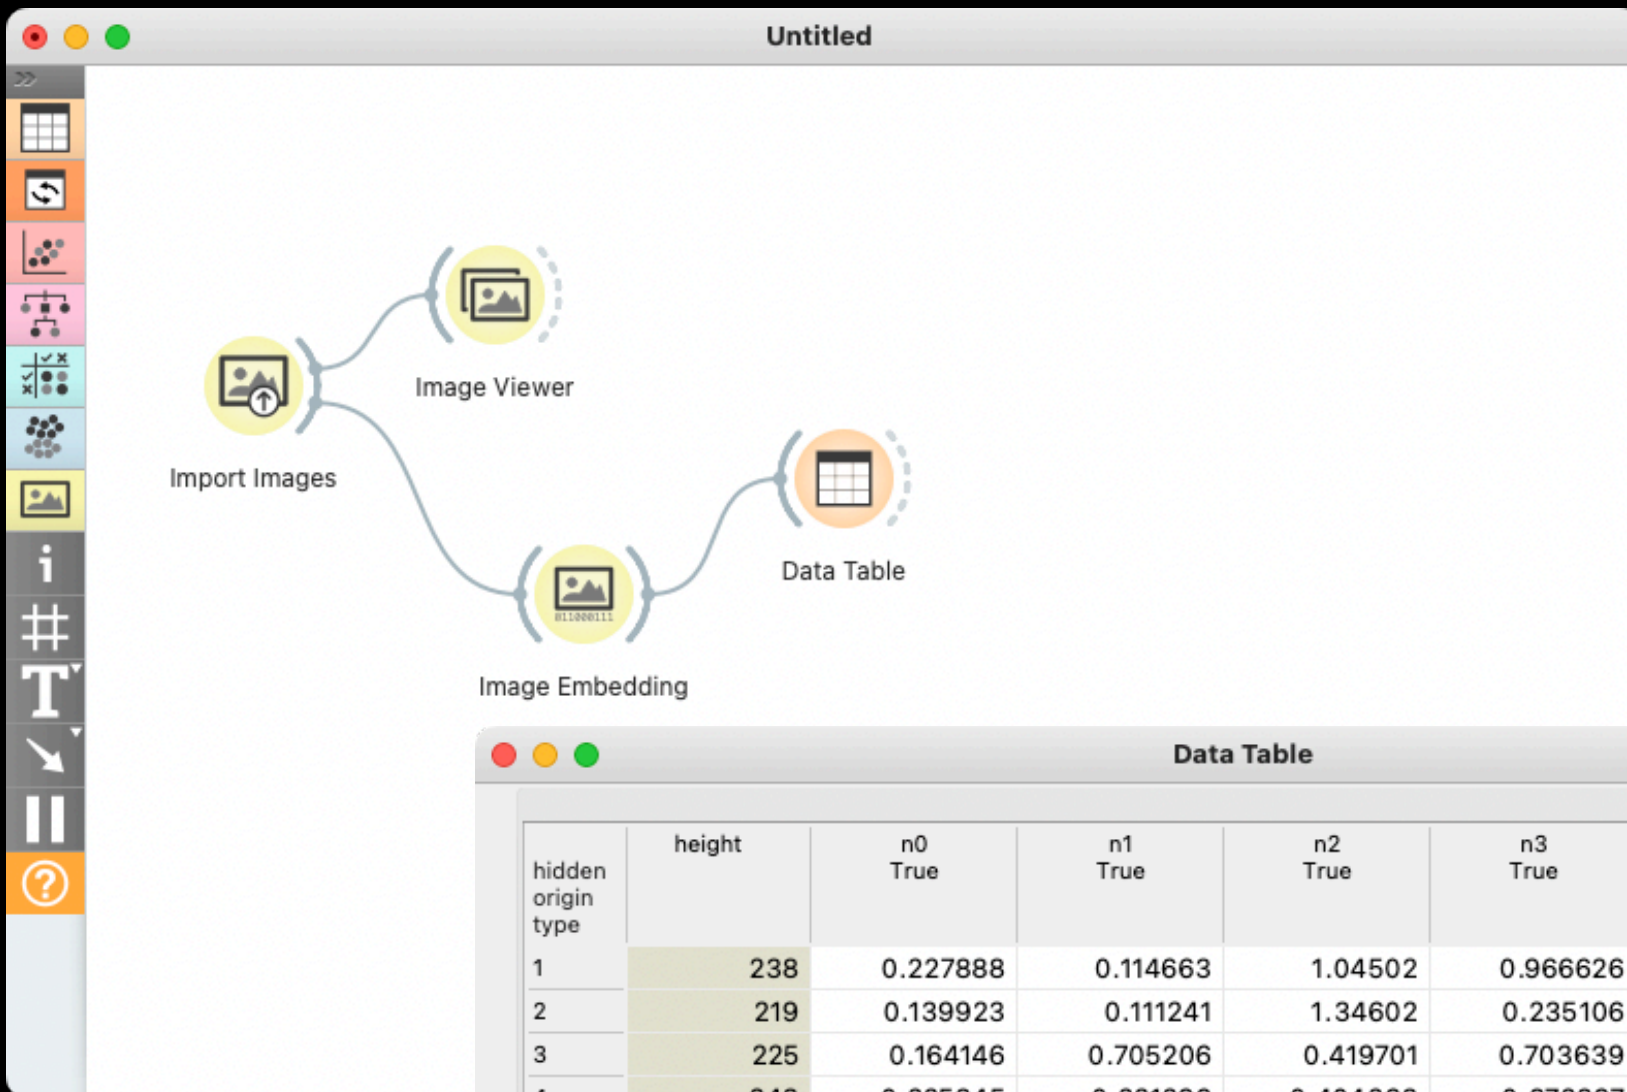 Untitled
Image Viewer
Import Images
Data Table
011000111
Image Embedding
Data Table
height n0 n1 n2 n3
hidden True True True True
origin
type
1 238 0.227888 0.114663 1.04502 0.966626
2 219 0.139923 0.111241 1.34602 0.235106
3 225 0.164146 0.705206 0.419701 0.703639